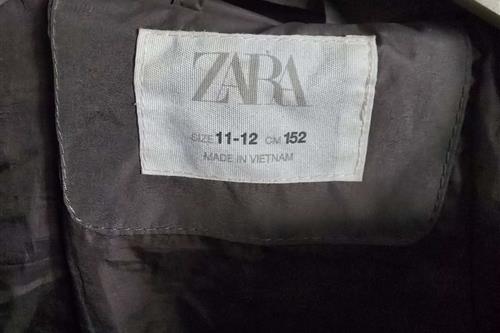 ZARA
SIZE 11-12 CM 152
MADE IN VIETNAM